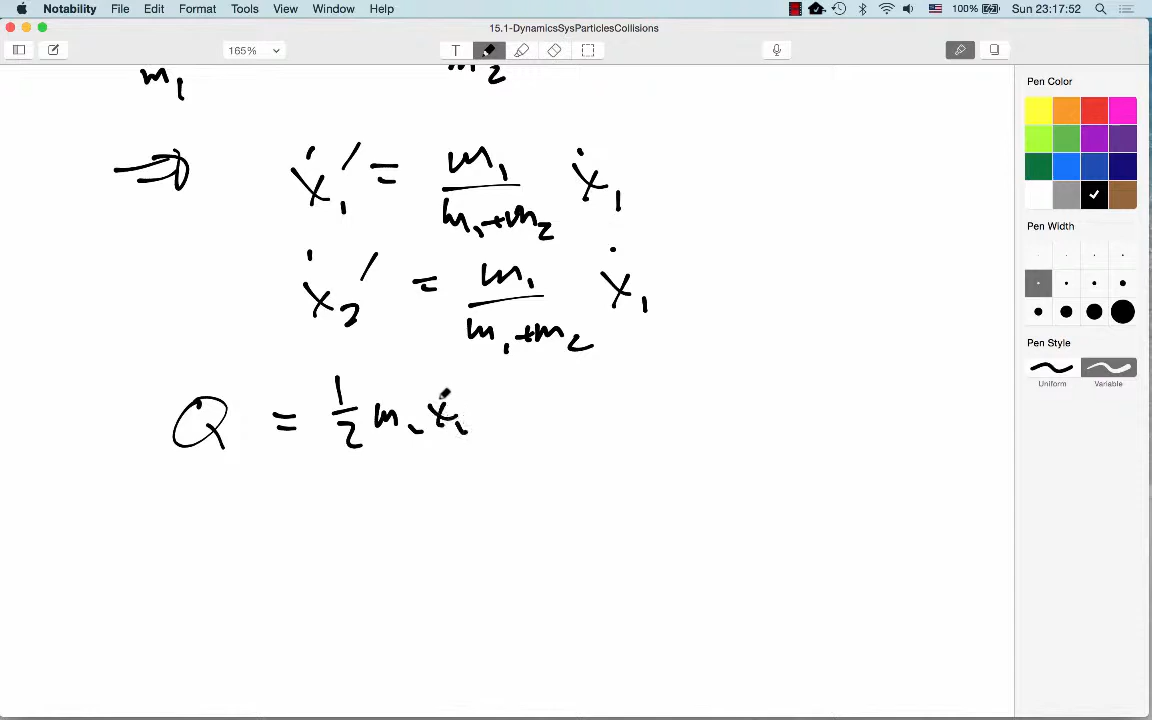 Notability File Edit Format Tools View Window Help 100% Sun 23:17:52
15.1-DynamicsSysParticlesCollisions
165% T
m₁ m₂
⇒ ẋ₁′ = m₁/(m₁+m₂) ẋ₁
ẋ₂′ = m₁/(m₁+m₂) ẋ₁
Q = 1/2 m₁ x₁
Pen Color
Pen Width
Pen Style
Uniform Variable